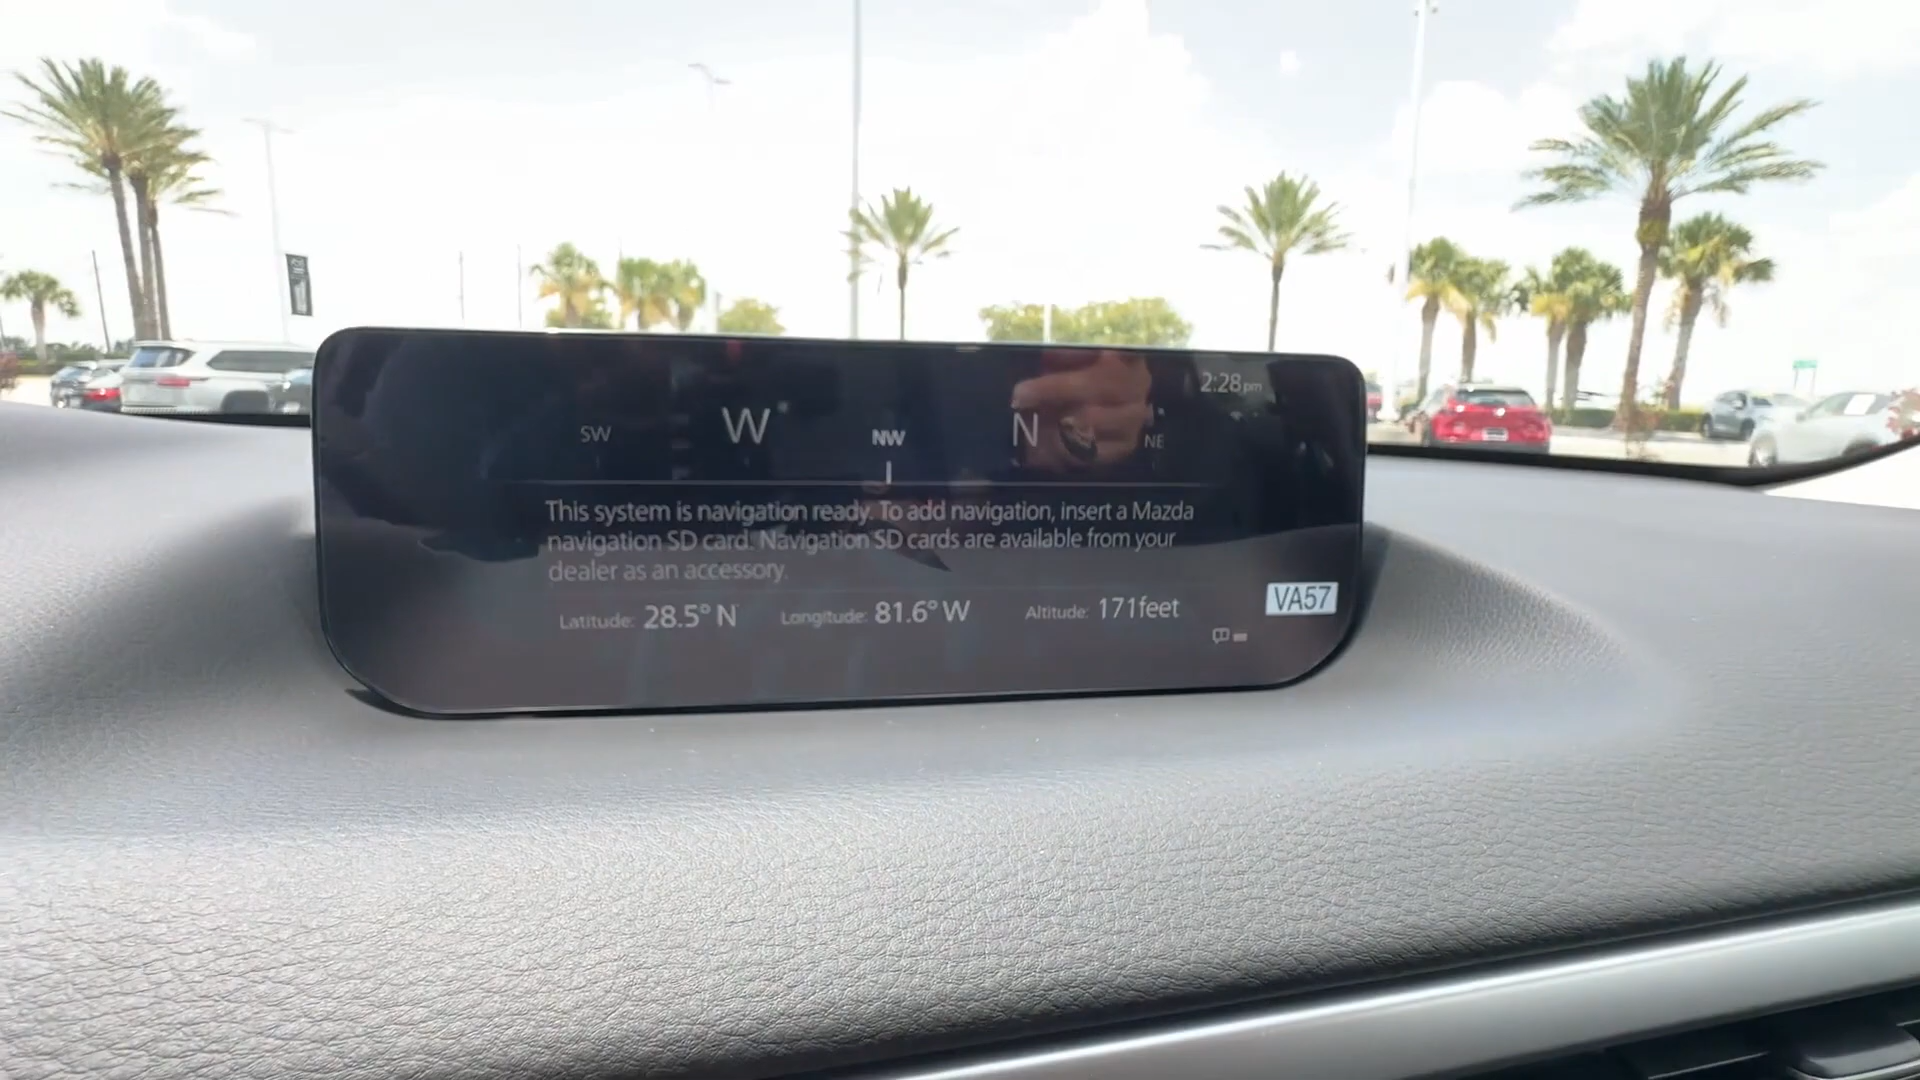 2:28pm
SW W NW N NE
This system is navigation ready. To add navigation, insert a Mazda
navigation SD card. Navigation SD cards are available from your
dealer as an accessory.
Latitude: 28.5° N Longitude: 81.6° W Altitude: 171feet
VA57